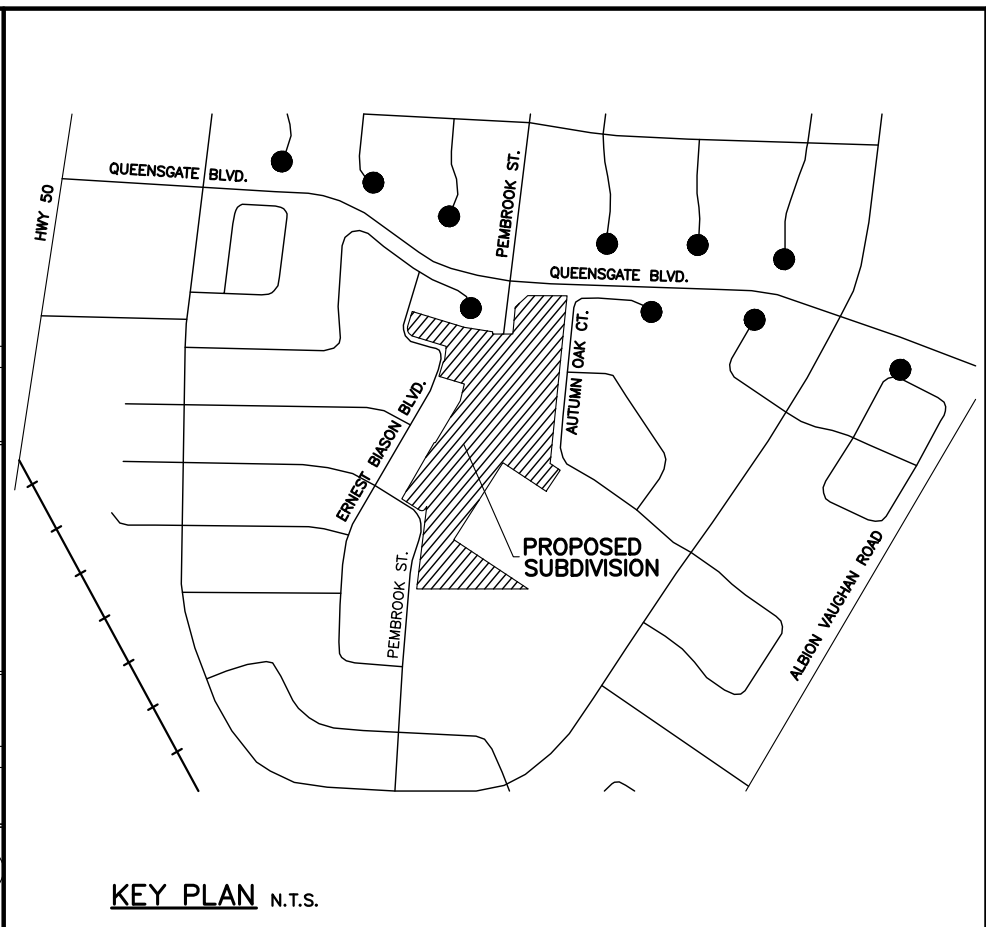 QUEENSGATE BLVD.
HWY 50
PEMBROOK ST.
QUEENSGATE BLVD.
AUTUMN OAK CT.
ERNEST BIASON BLVD.
PROPOSED
SUBDIVISION
PEMBROOK ST.
ALBION VAUGHAN ROAD
KEY PLAN N.T.S.